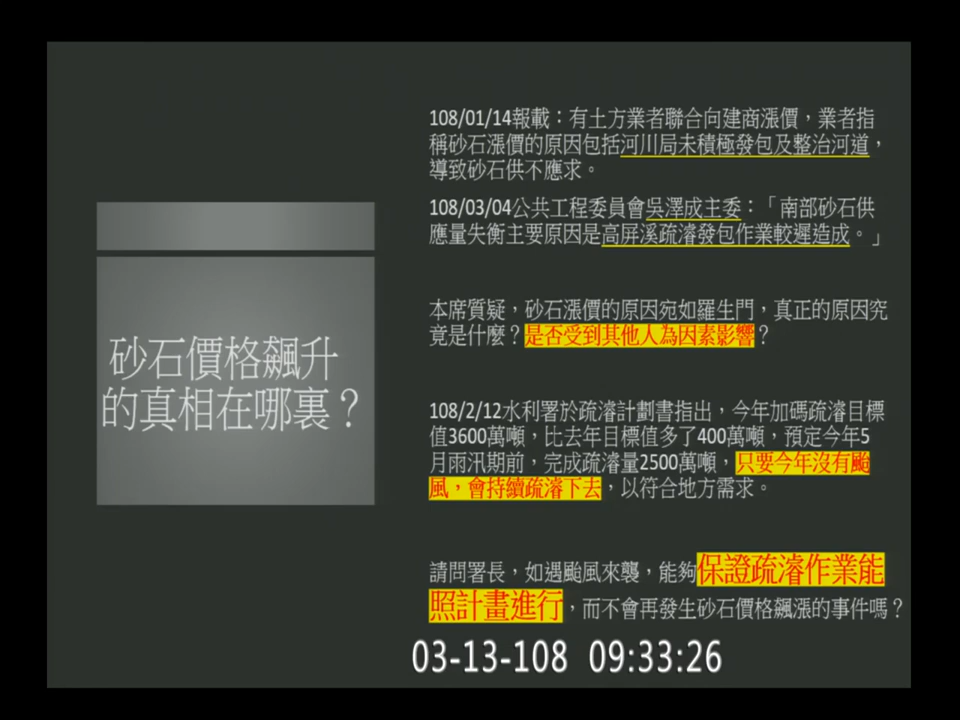 砂石價格飆升
的真相在哪裏？
108/01/14報載：有土方業者聯合向建商漲價，業者指
稱砂石漲價的原因包括河川局未積極發包及整治河道，
導致砂石供不應求。
108/03/04公共工程委員會吳澤成主委：「南部砂石供
應量失衡主要原因是高屏溪疏濬發包作業較遲造成。」
本席質疑，砂石漲價的原因宛如羅生門，真正的原因究
竟是什麼？是否受到其他人為因素影響？
108/2/12水利署於疏濬計劃書指出，今年加碼疏濬目標
值3600萬噸，比去年目標值多了400萬噸，預定今年5
月雨汛期前，完成疏濬量2500萬噸，只要今年沒有颱
風，會持續疏濬下去，以符合地方需求。
請問署長，如遇颱風來襲，能夠保證疏濬作業能
照計畫進行，而不會再發生砂石價格飆漲的事件嗎？
03-13-108 09:33:26